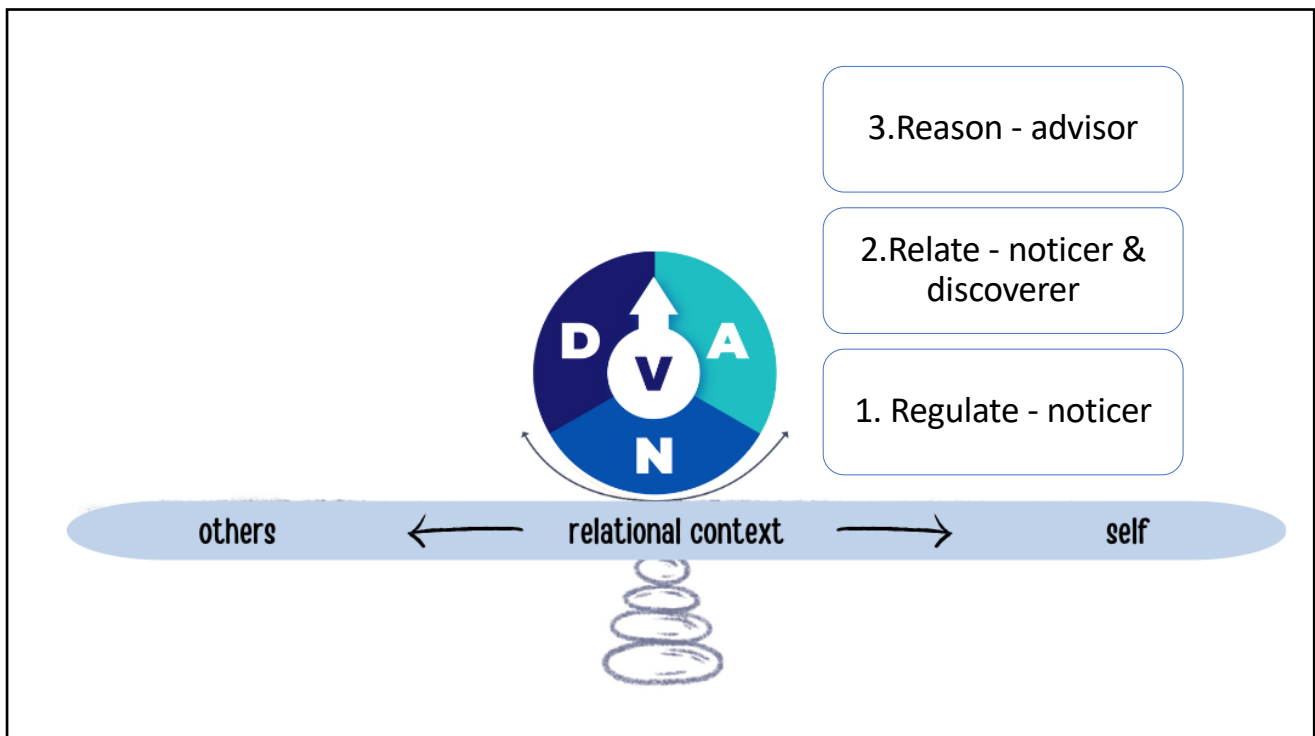 3.Reason - advisor
2.Relate - noticer &
discoverer
1. Regulate - noticer
D
A
V
N
others
relational context
self